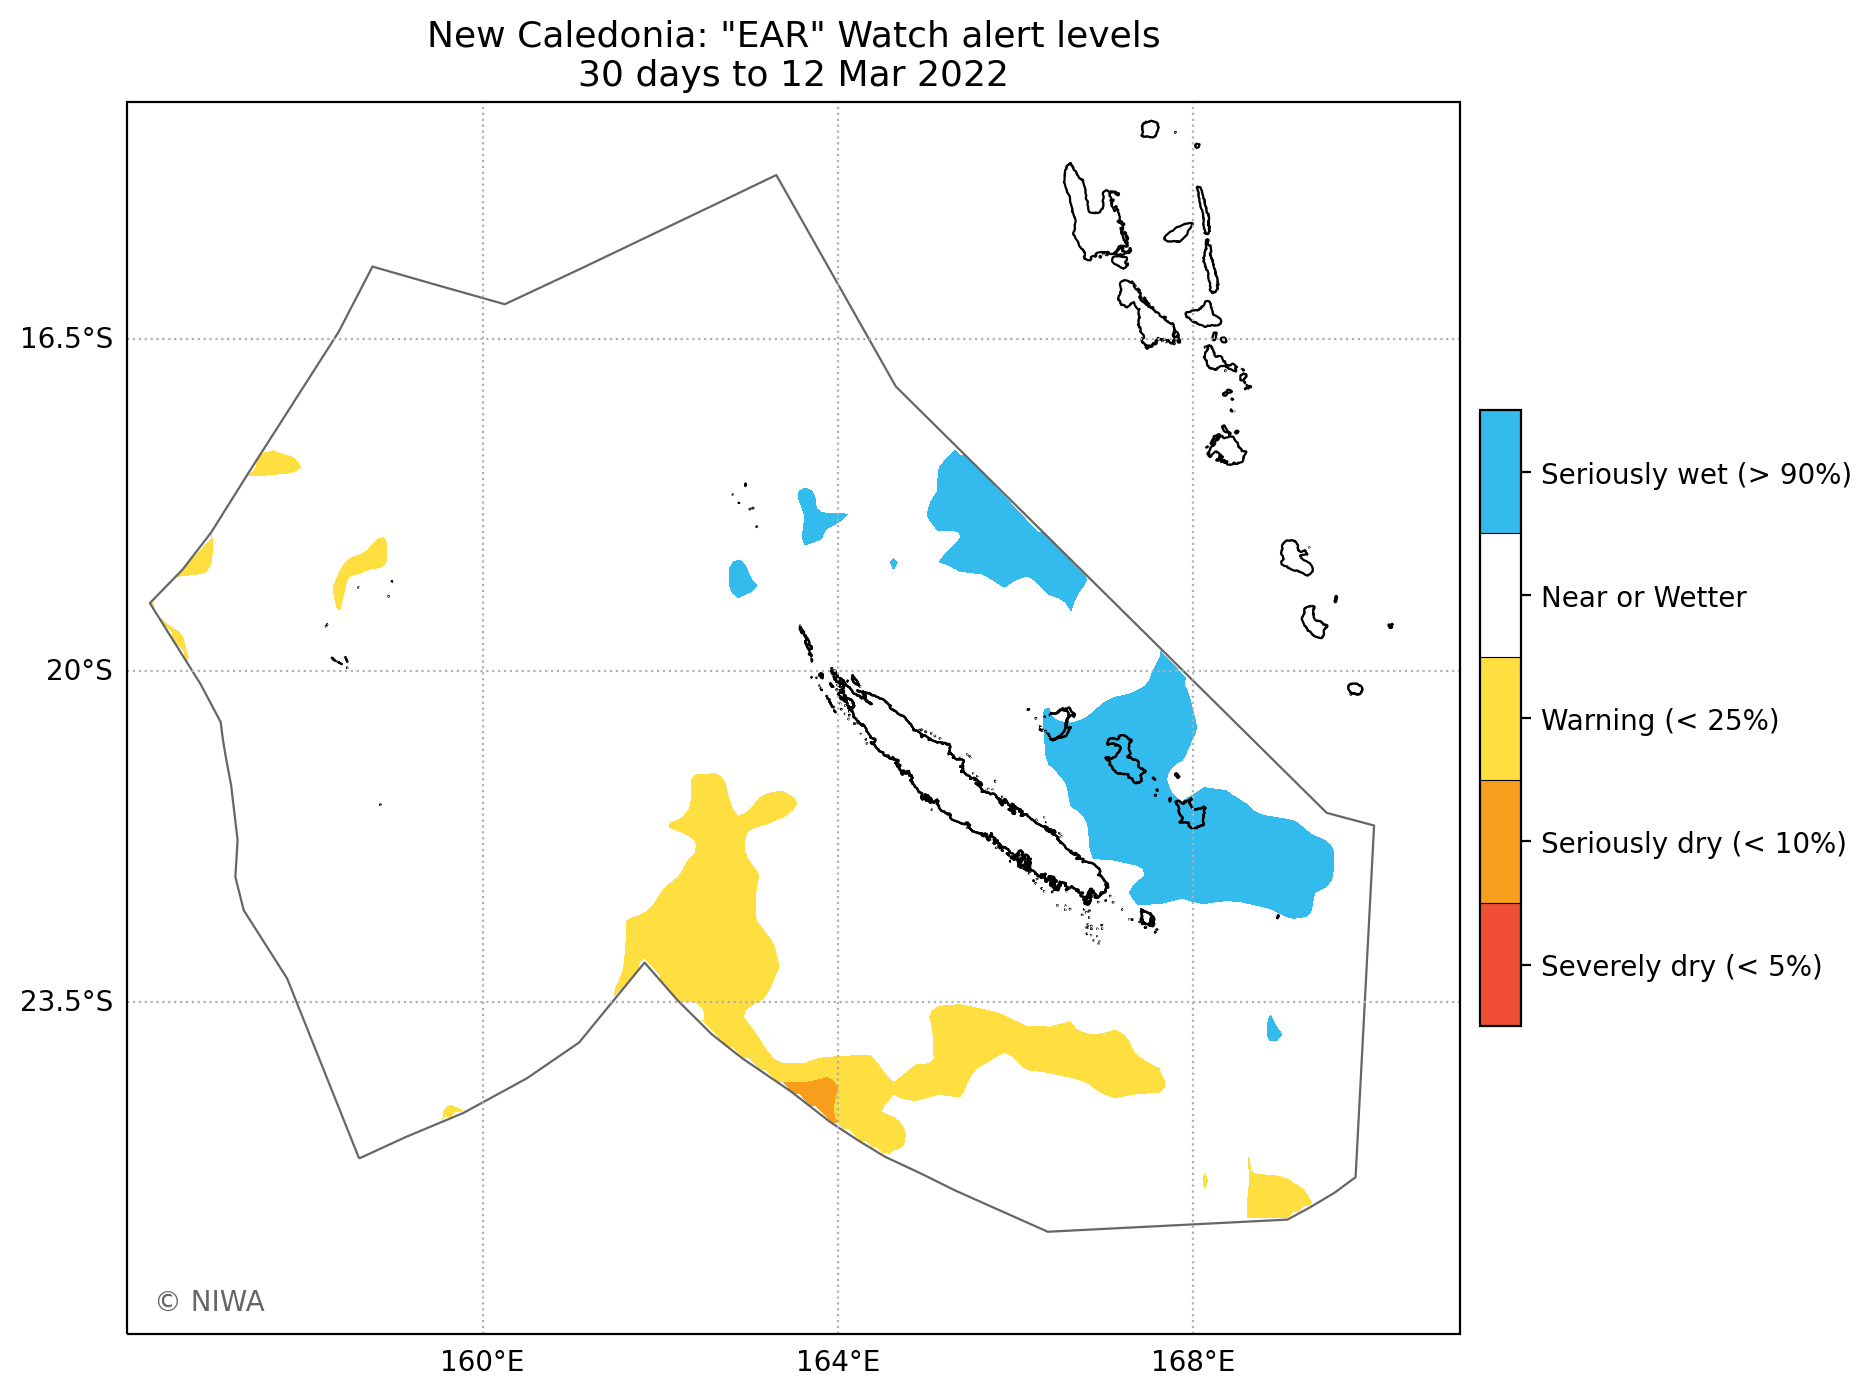 New Caledonia: "EAR" Watch alert levels
30 days to 12 Mar 2022
16.5°S
20°S
23.5°S
160°E
164°E
168°E
Seriously wet (> 90%)
Near or Wetter
Warning (< 25%)
Seriously dry (< 10%)
Severely dry (< 5%)
© NIWA